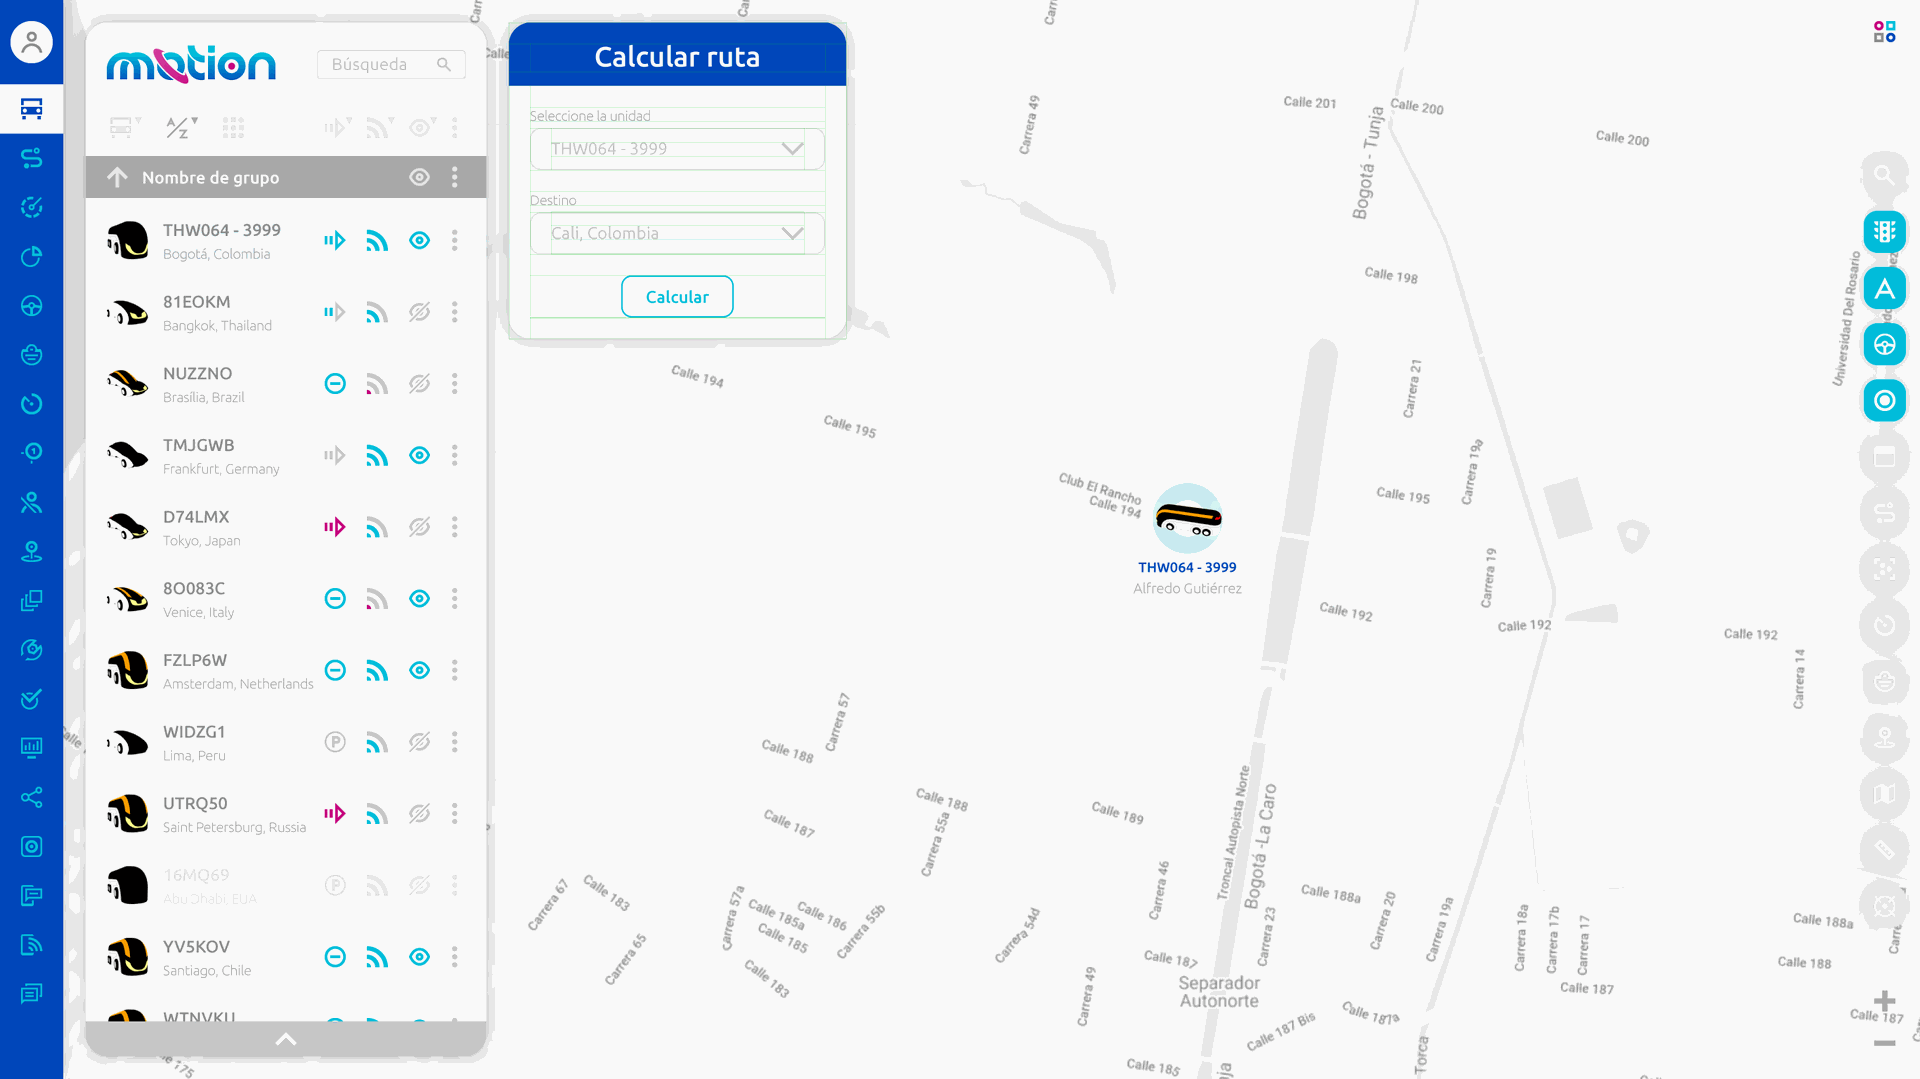 motion
Búsqueda
A/Z
Nombre de grupo
THW064 - 3999
Bogotá, Colombia
81EOKM
Bangkok, Thailand
NUZZNO
Brasília, Brazil
TMJGWB
Frankfurt, Germany
D74LMX
Tokyo, Japan
8O083C
Venice, Italy
FZLP6W
Amsterdam, Netherlands
WIDZG1
Lima, Peru
UTRQ50
Saint Petersburg, Russia
16MQ69
Abu Dhabi, EUA
YV5KOV
Santiago, Chile
WTNVKU
Calcular ruta
Seleccione la unidad
THW064 - 3999
Destino
Cali, Colombia
Calcular
Carrera 49
Calle 201
Calle 200
Calle 200
Bogotá - Tunja
Calle 198
Universidad Del Rosario
Calle 194
Calle 195
Carrera 21
Carrera 19a
Calle 195
Club El Rancho
Calle 194
THW064 - 3999
Alfredo Gutiérrez
Carrera 19
Calle 192
Calle 192
Calle 192
Carrera 14
Carrera 57
Calle 188
Calle 187
Calle 188
Carrera 55a
Calle 189
Troncal Autopista Norte
Bogotá -La Caro
Carrera 46
Carrera 67
Calle 183
Carrera 65
Carrera 57a
Calle 185a
Calle 186
Calle 185
Carrera 55b
Calle 183
Carrera 54d
Carrera 49
Calle 187
Carrera 23
Calle 188a
Carrera 20
Carrera 19a
Carrera 18a
Carrera 17b
Carrera 17
Calle 188a
Calle 188
Calle 187
Calle 187
Separador
Autonorte
Calle 187 Bis
Calle 187a
Calle 185
Torca